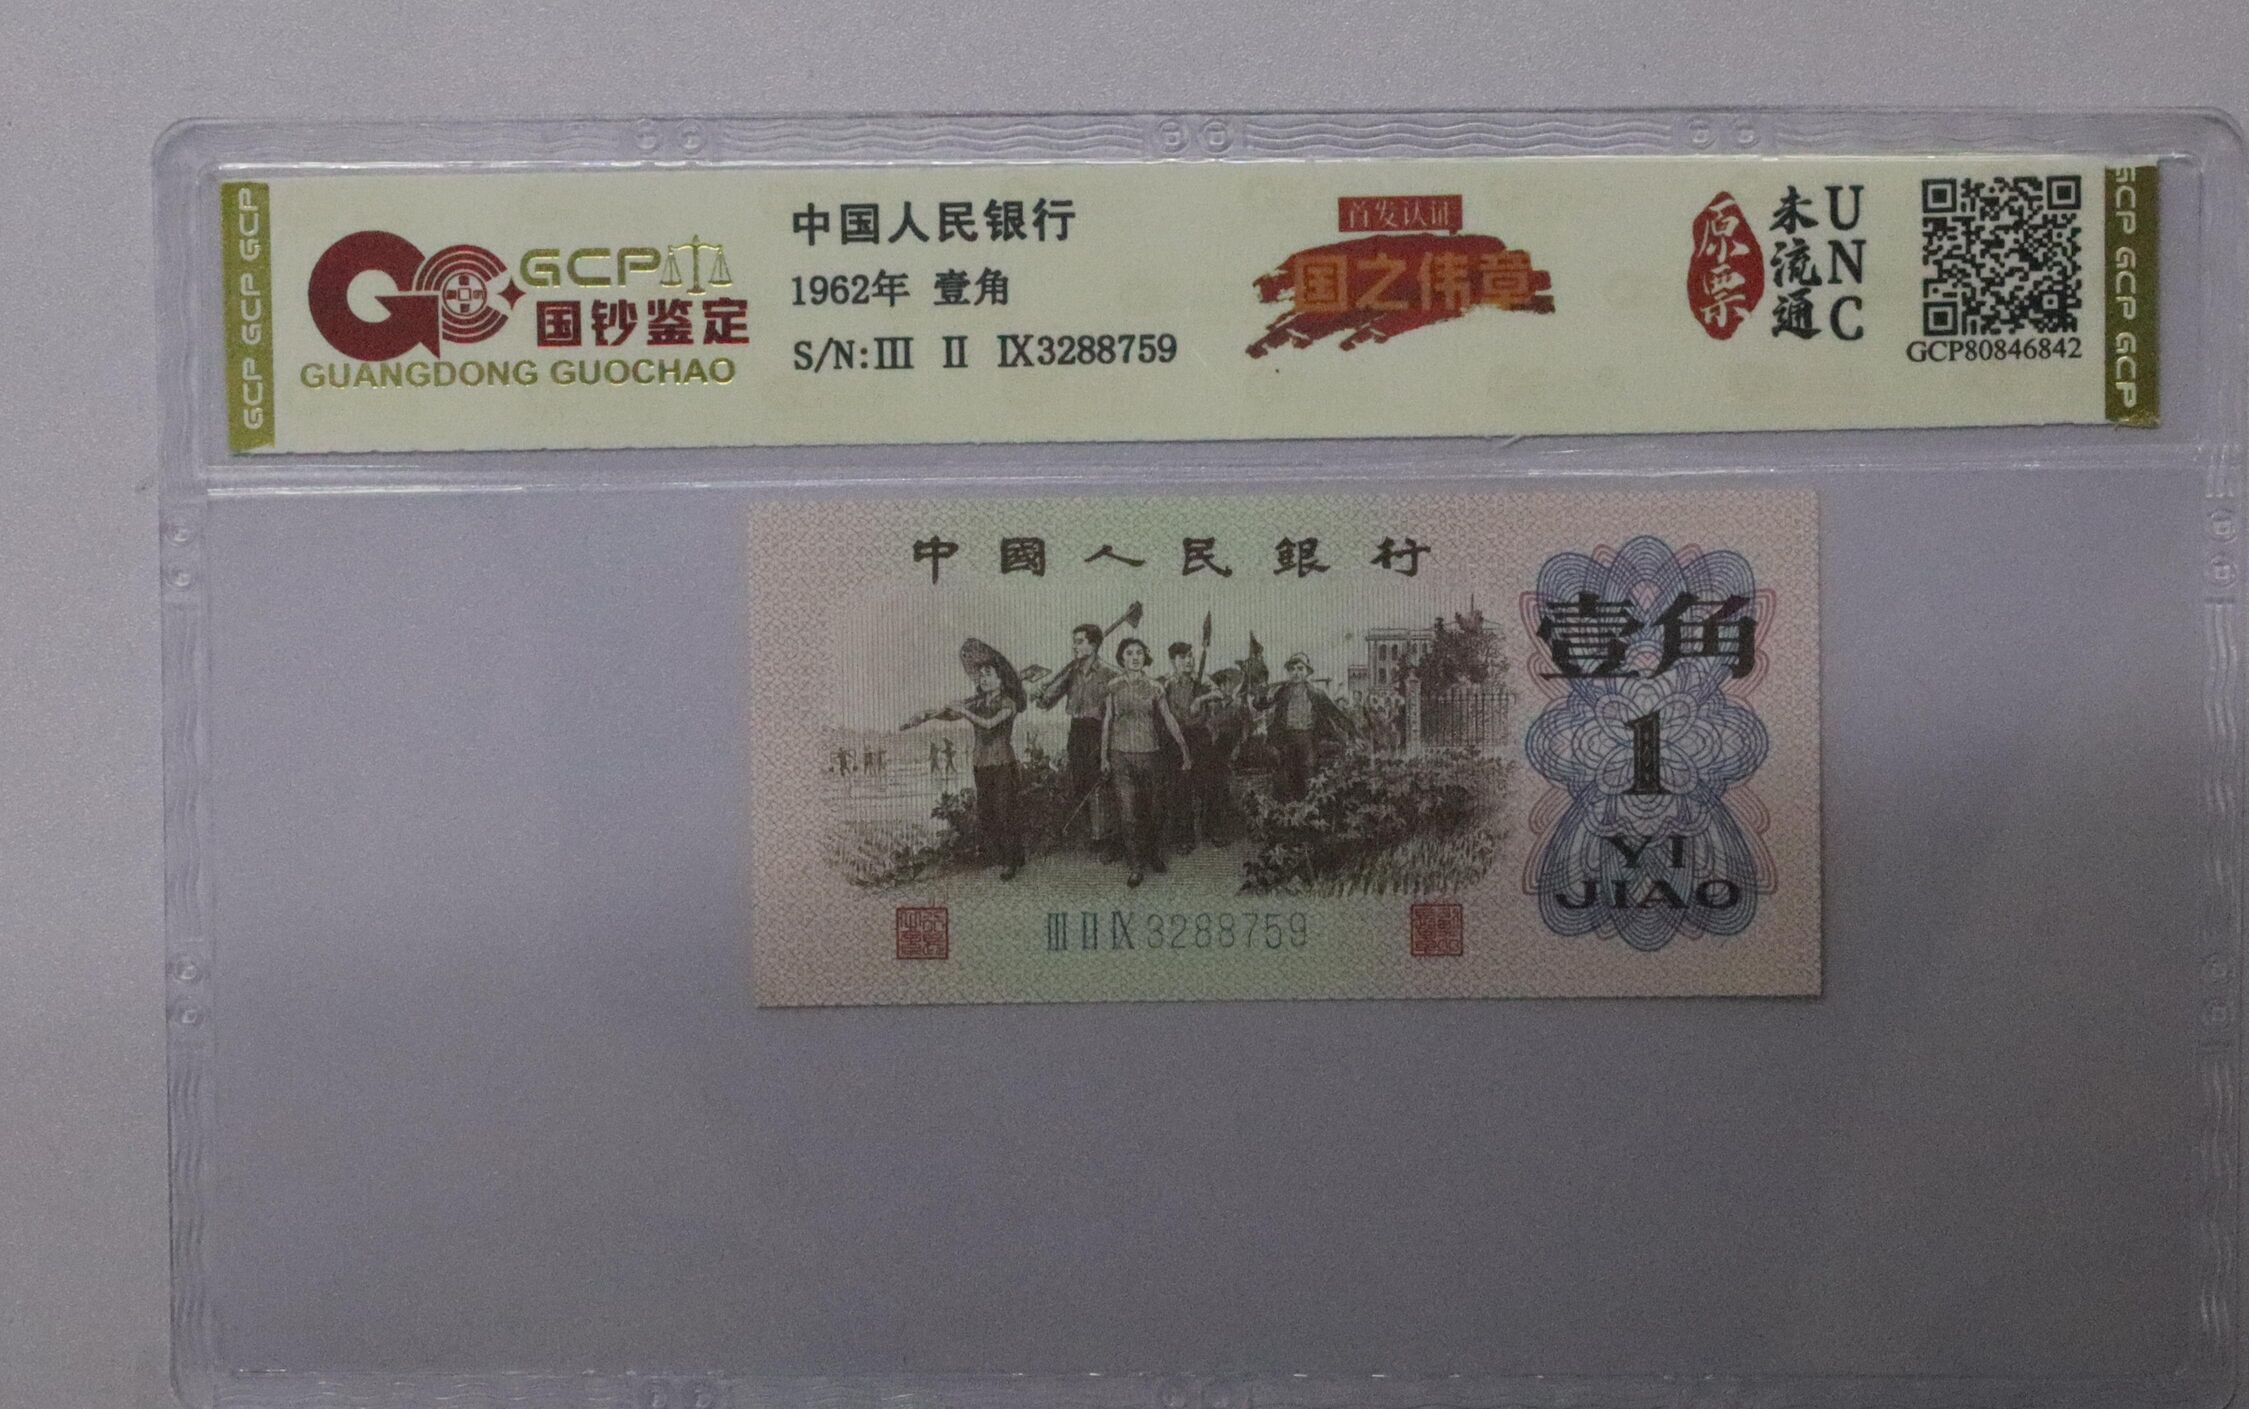 GCP GCP GCP
GCP
国钞鉴定
GUANGDONG GUOCHAO
中国人民银行
1962年 壹角
S/N:III II IX3288759
首发认证
国之伟章
原票
未流通
UNC
GCP80846842
GCP GCP GCP
中國人民銀行
壹角
1
YI
JIAO
III II IX 3288759